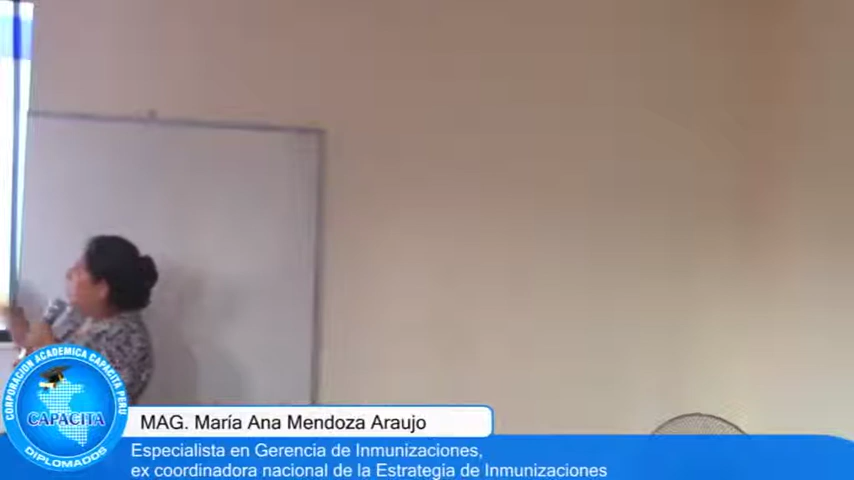 CORPORACIÓN ACADEMICA CAPACITA PERU
CAPACITA
DIPLOMADOS
MAG. María Ana Mendoza Araujo
Especialista en Gerencia de Inmunizaciones,
ex coordinadora nacional de la Estrategia de Inmunizaciones